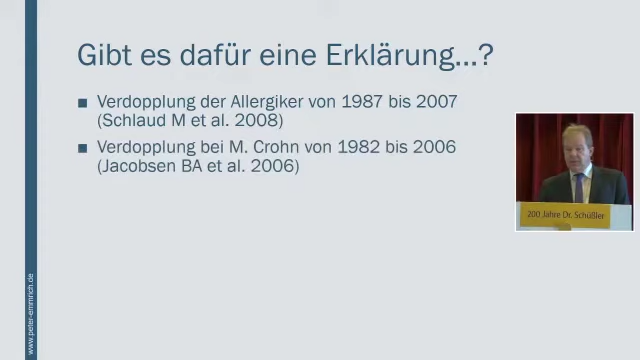 Gibt es dafür eine Erklärung...?
■ Verdopplung der Allergiker von 1987 bis 2007
(Schlaud M et al. 2008)
■ Verdopplung bei M. Crohn von 1982 bis 2006
(Jacobsen BA et al. 2006)
200 Jahre Dr. Schüßler
www.peter-emmrich.de